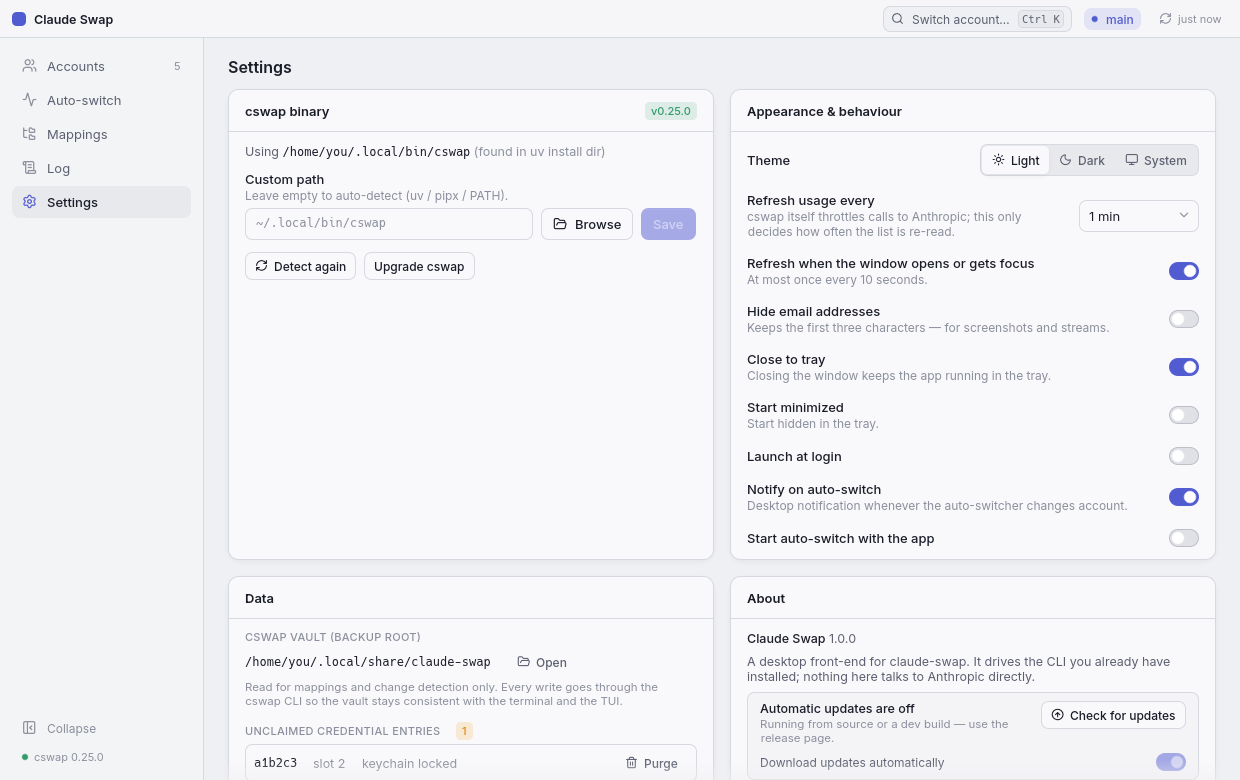 Claude Swap
Switch account... Ctrl K
main
just now
Accounts 5
Auto-switch
Mappings
Log
Settings
Collapse
cswap 0.25.0
Settings
cswap binary v0.25.0
Using /home/you/.local/bin/cswap (found in uv install dir)
Custom path
Leave empty to auto-detect (uv / pipx / PATH).
~/.local/bin/cswap Browse Save
Detect again Upgrade cswap
Appearance & behaviour
Theme Light Dark System
Refresh usage every
cswap itself throttles calls to Anthropic; this only
decides how often the list is re-read.
1 min
Refresh when the window opens or gets focus
At most once every 10 seconds.
Hide email addresses
Keeps the first three characters — for screenshots and streams.
Close to tray
Closing the window keeps the app running in the tray.
Start minimized
Start hidden in the tray.
Launch at login
Notify on auto-switch
Desktop notification whenever the auto-switcher changes account.
Start auto-switch with the app
Data
CSWAP VAULT (BACKUP ROOT)
/home/you/.local/share/claude-swap Open
Read for mappings and change detection only. Every write goes through the
cswap CLI so the vault stays consistent with the terminal and the TUI.
UNCLAIMED CREDENTIAL ENTRIES 1
a1b2c3 slot 2 keychain locked Purge
About
Claude Swap 1.0.0
A desktop front-end for claude-swap. It drives the CLI you already have
installed; nothing here talks to Anthropic directly.
Automatic updates are off
Running from source or a dev build — use the
release page.
Check for updates
Download updates automatically